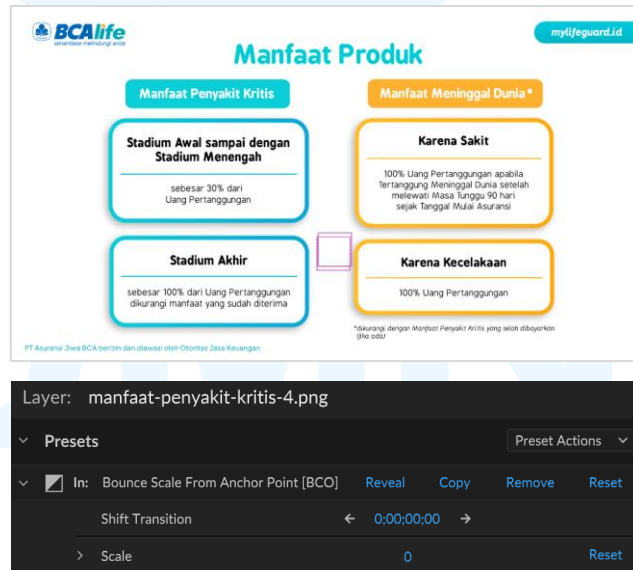 BCAlife
senantiasa melindungi anda
mylifeguard.id
Manfaat Produk
Manfaat Penyakit Kritis
Stadium Awal sampai dengan
Stadium Menengah
sebesar 30% dari
Uang Pertanggungan
Stadium Akhir
sebesar 100% dari Uang Pertanggungan
dikurangi manfaat yang sudah diterima
Manfaat Meninggal Dunia*
Karena Sakit
100% Uang Pertanggungan apabila
Tertanggung Meninggal Dunia setelah
melewati Masa Tunggu 90 hari
sejak Tanggal Mulai Asuransi
Karena Kecelakaan
100% Uang Pertanggungan
*dikurangi dengan Manfaat Penyakit Kritis yang telah dibayarkan
(jika ada)
PT Asuransi Jiwa BCA berizin dan diawasi oleh Otoritas Jasa Keuangan
Layer: manfaat-penyakit-kritis-4.png
Presets Preset Actions
In: Bounce Scale From Anchor Point [BCO] Reveal Copy Remove Reset
Shift Transition 0;00;00;00
Scale 0 Reset